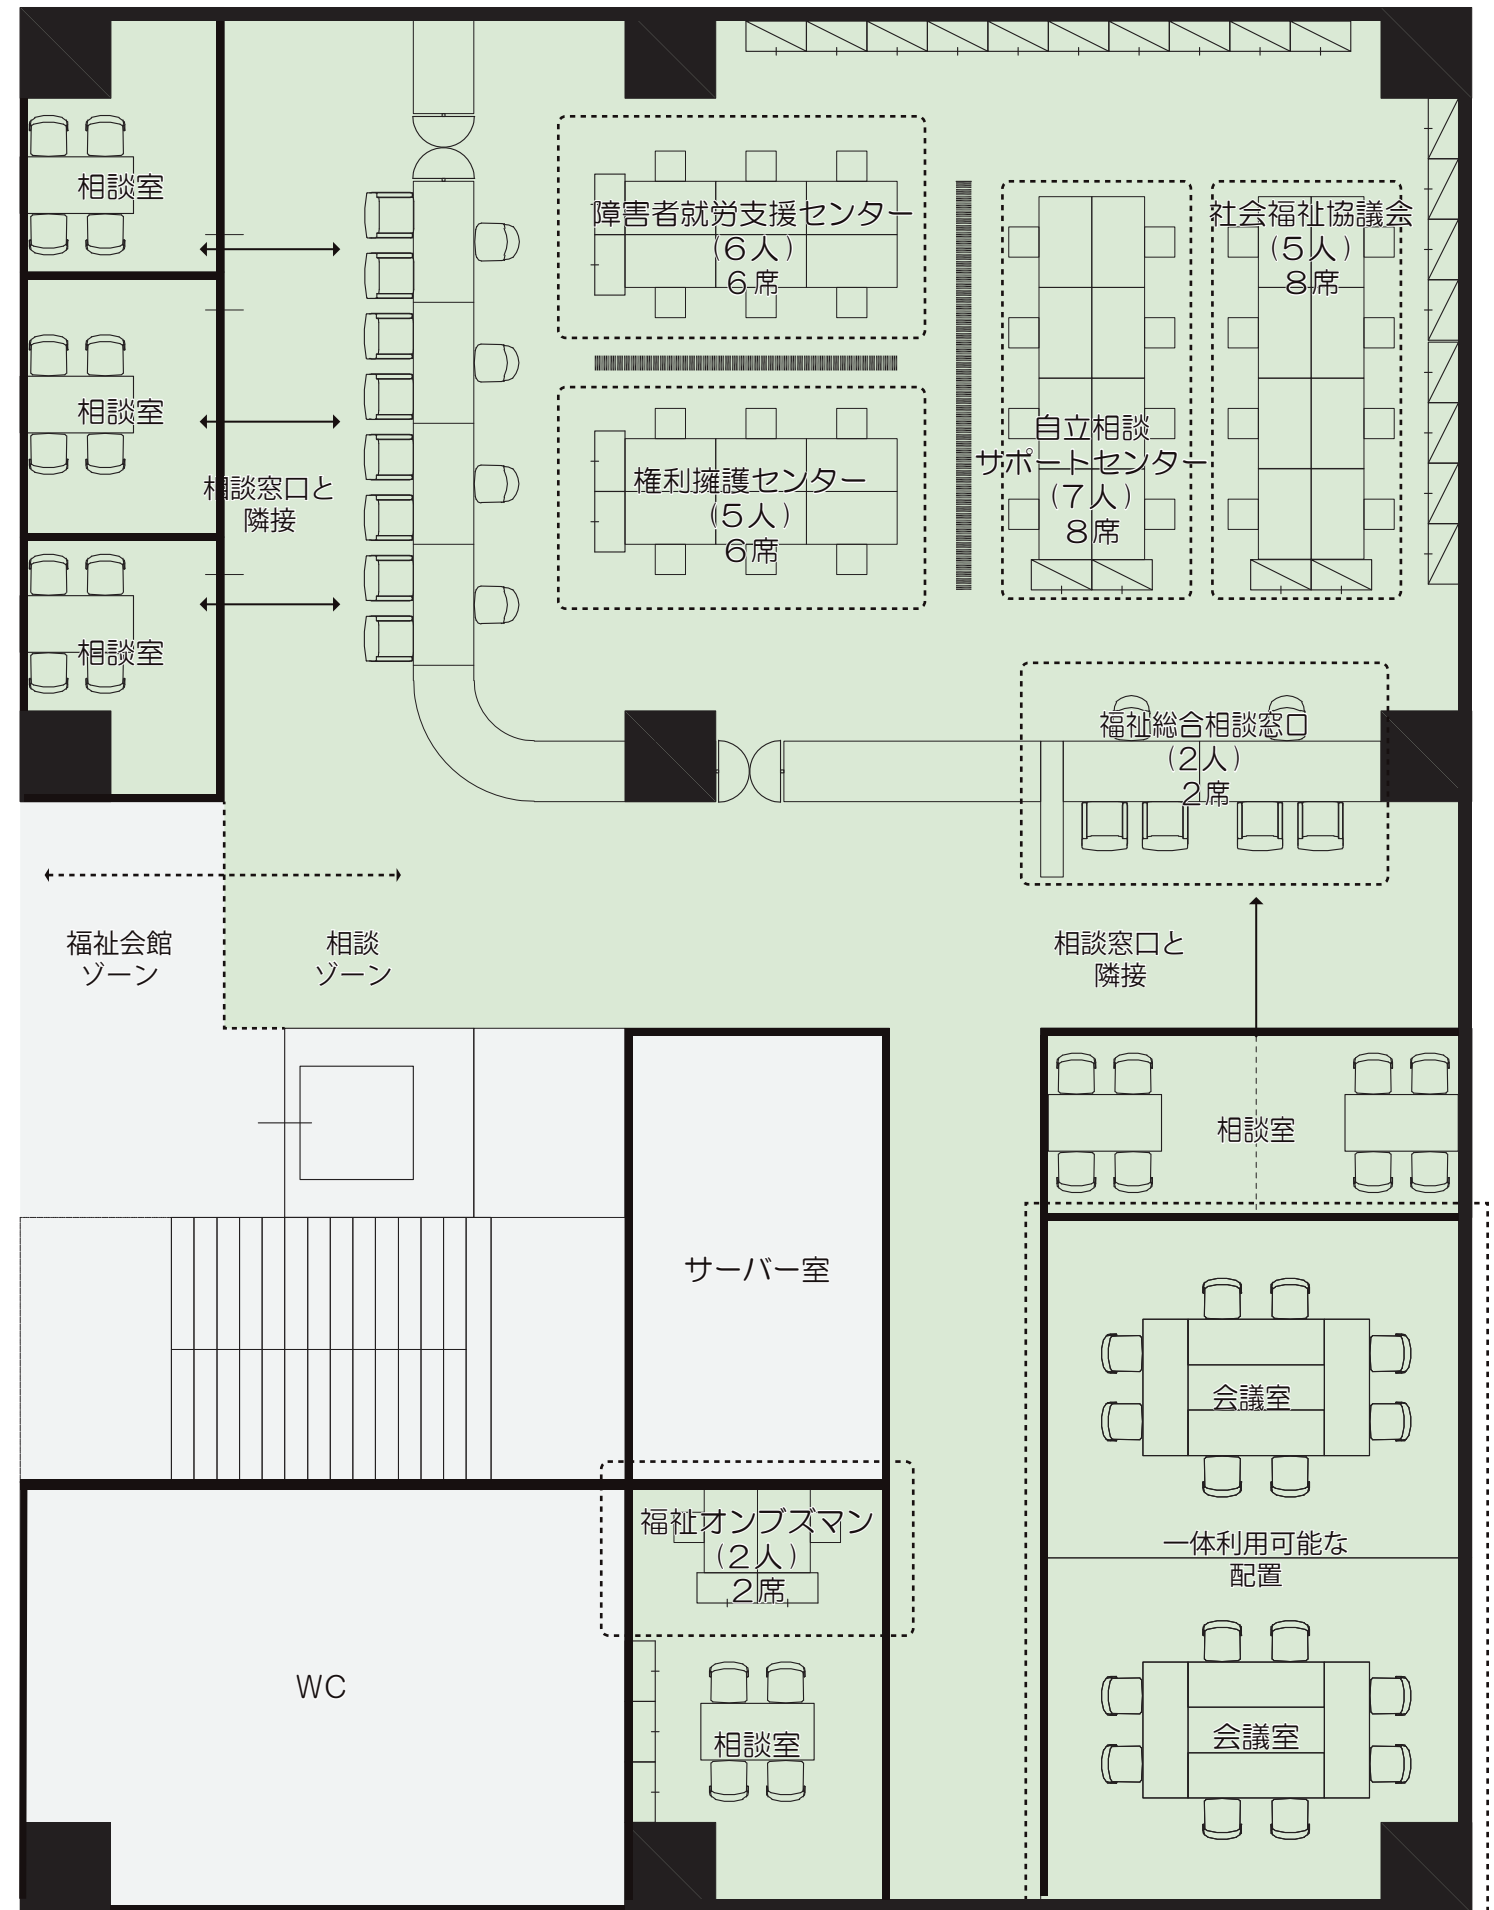 相談室
障害者就労支援センター
(6人)
6席
社会福祉協議会
(5人)
8席
相談室
相談窓口と
隣接
権利擁護センター
(5人)
6席
自立相談
サポートセンター
(7人)
8席
相談室
福祉総合相談窓口
(2人)
2席
福祉会館
ゾーン
相談
ゾーン
相談窓口と
隣接
相談室
サーバー室
会議室
福祉オンブズマン
(2人)
2席
一体利用可能な
配置
WC
相談室
会議室